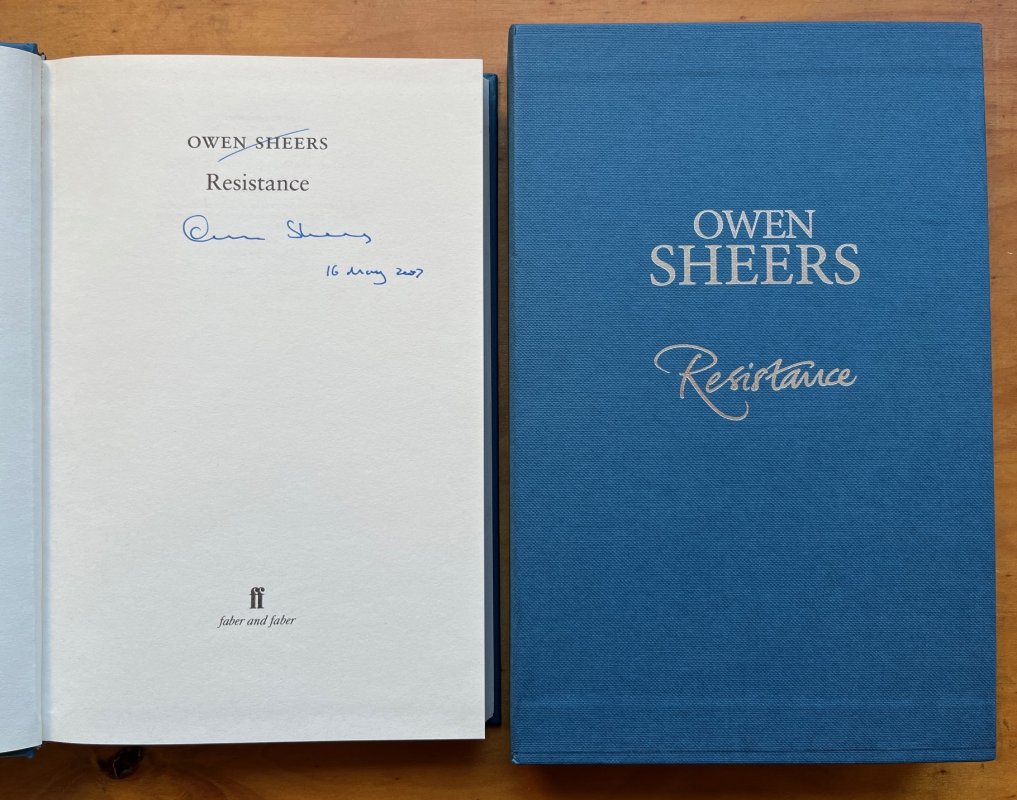 OWEN SHEERS
Resistance
Owen Sheers
16 May 2007
ff
faber and faber
OWEN
SHEERS
Resistance